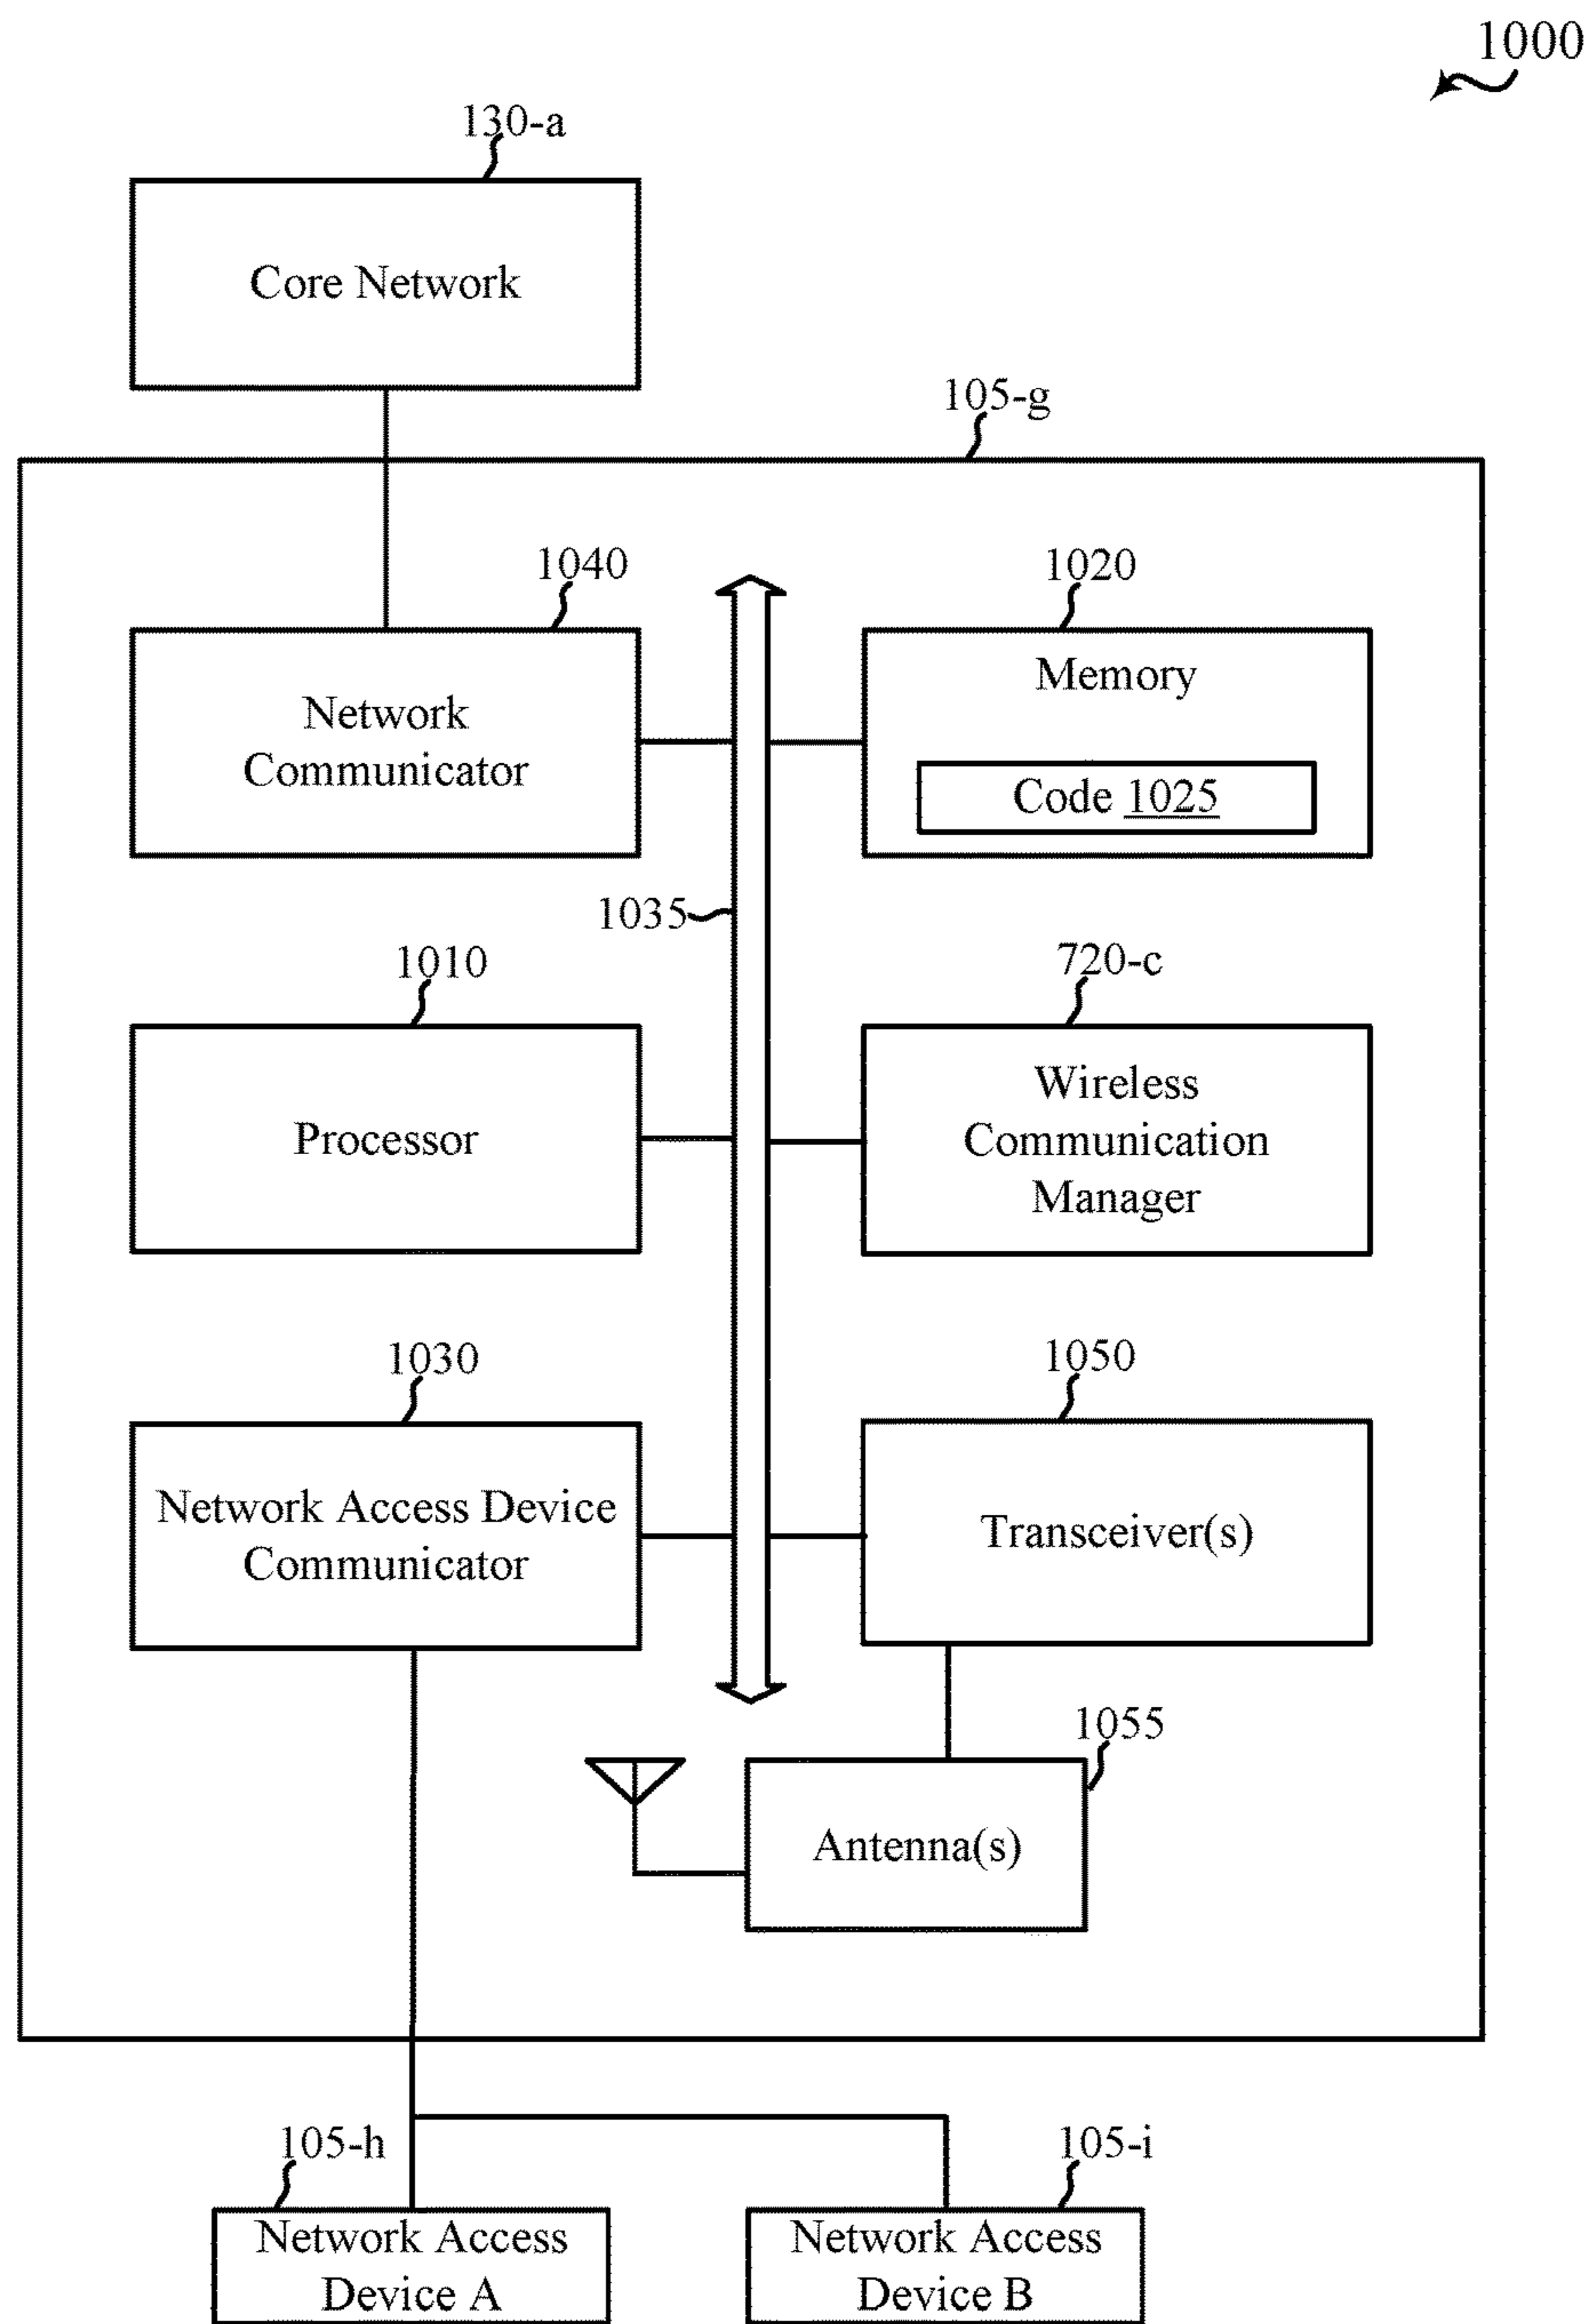 1000
130-a
Core Network
105-g
1040
Network
Communicator
1020
Memory
Code 1025
1035
1010
Processor
720-c
Wireless
Communication
Manager
1030
Network Access Device
Communicator
1050
Transceiver(s)
1055
Antenna(s)
105-h
Network Access
Device A
105-i
Network Access
Device B